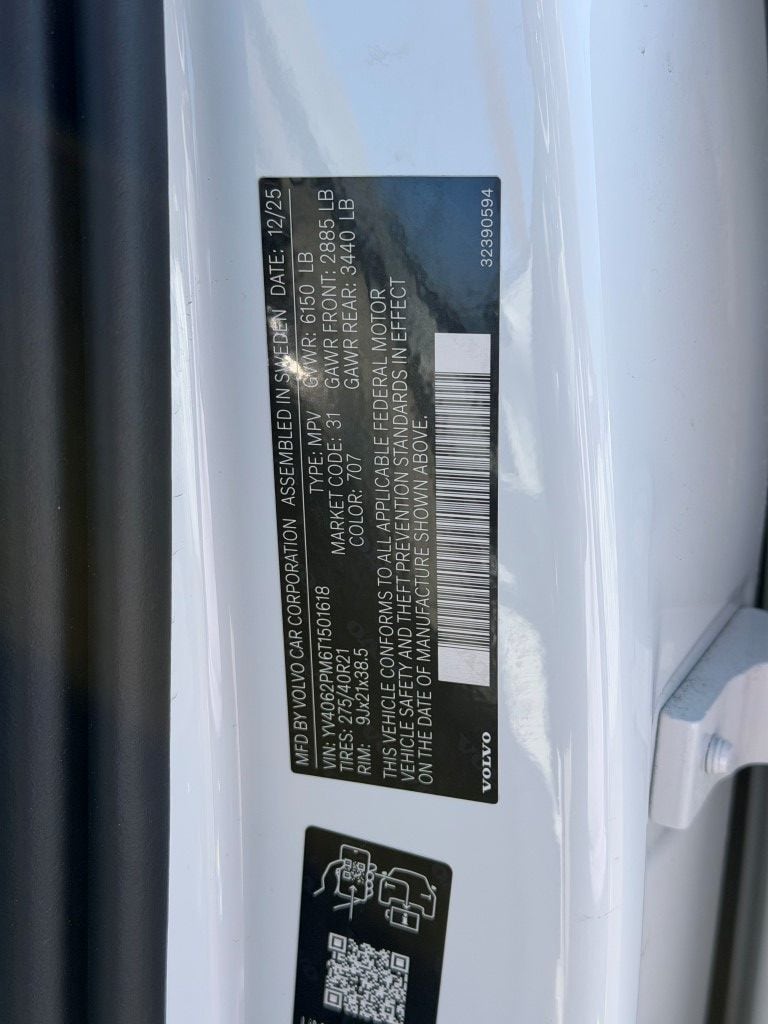 MFD BY VOLVO CAR CORPORATION ASSEMBLED IN SWEDEN DATE: 12/25
VIN: YV4062PM6T1501618 TYPE: MPV GVWR: 6150 LB
TIRES: 275/40R21 MARKET CODE: 31 GAWR FRONT: 2885 LB
RIM: 9Jx21x38.5 COLOR: 707 GAWR REAR: 3440 LB
THIS VEHICLE CONFORMS TO ALL APPLICABLE FEDERAL MOTOR
VEHICLE SAFETY AND THEFT PREVENTION STANDARDS IN EFFECT
ON THE DATE OF MANUFACTURE SHOWN ABOVE.
VOLVO 32390594